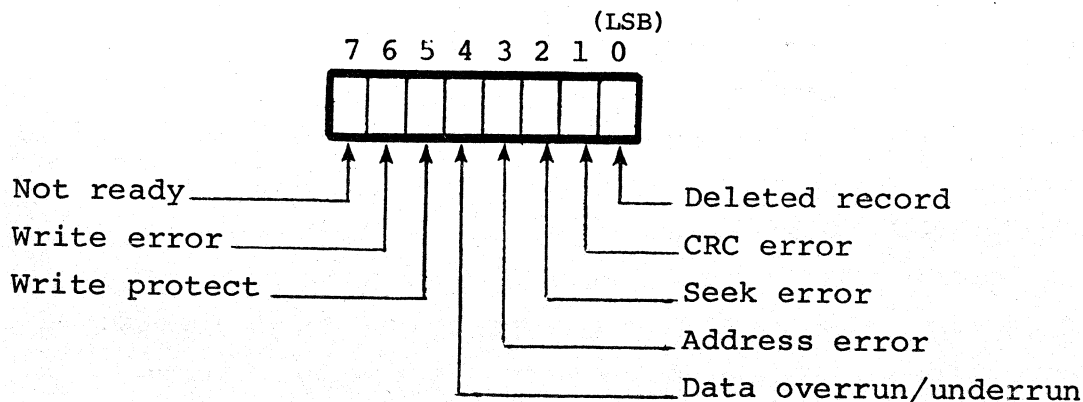 (LSB)
7 6 5 4 3 2 1 0
Not ready
Deleted record
Write error
CRC error
Write protect
Seek error
Address error
Data overrun/underrun